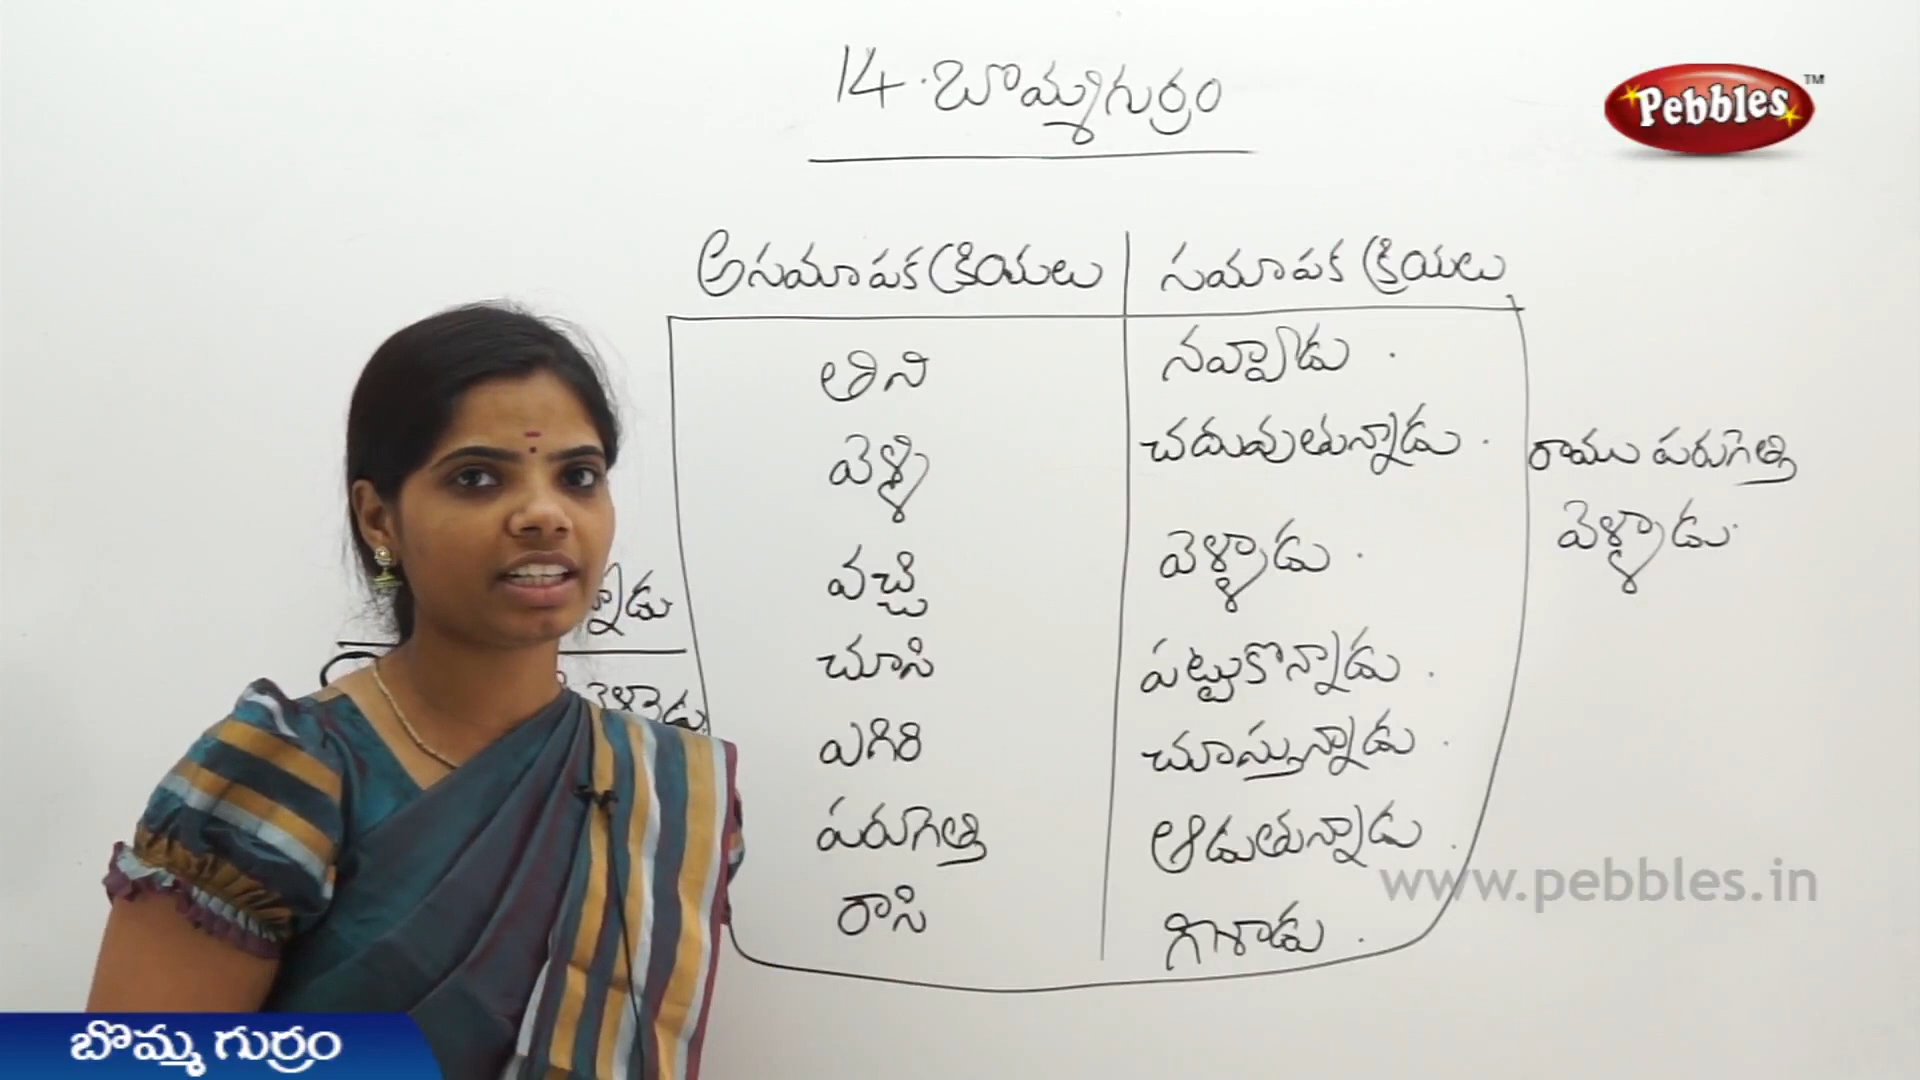 14. బొమ్మగుర్రం
Pebbles TM
అసమాపక క్రియలు సమాపక క్రియలు
తిని నవ్వాడు.
వెళ్ళి చదువుతున్నాడు.
రాము పరుగెత్తి
వెళ్ళాడు.
వచ్చి వెళ్ళాడు.
చూసి పట్టుకొన్నాడు.
ఎగిరి చూస్తున్నాడు.
పరుగెత్తి ఆడుతున్నాడు.
రాసి గీశాడు.
www.pebbles.in
బొమ్మ గుర్రం